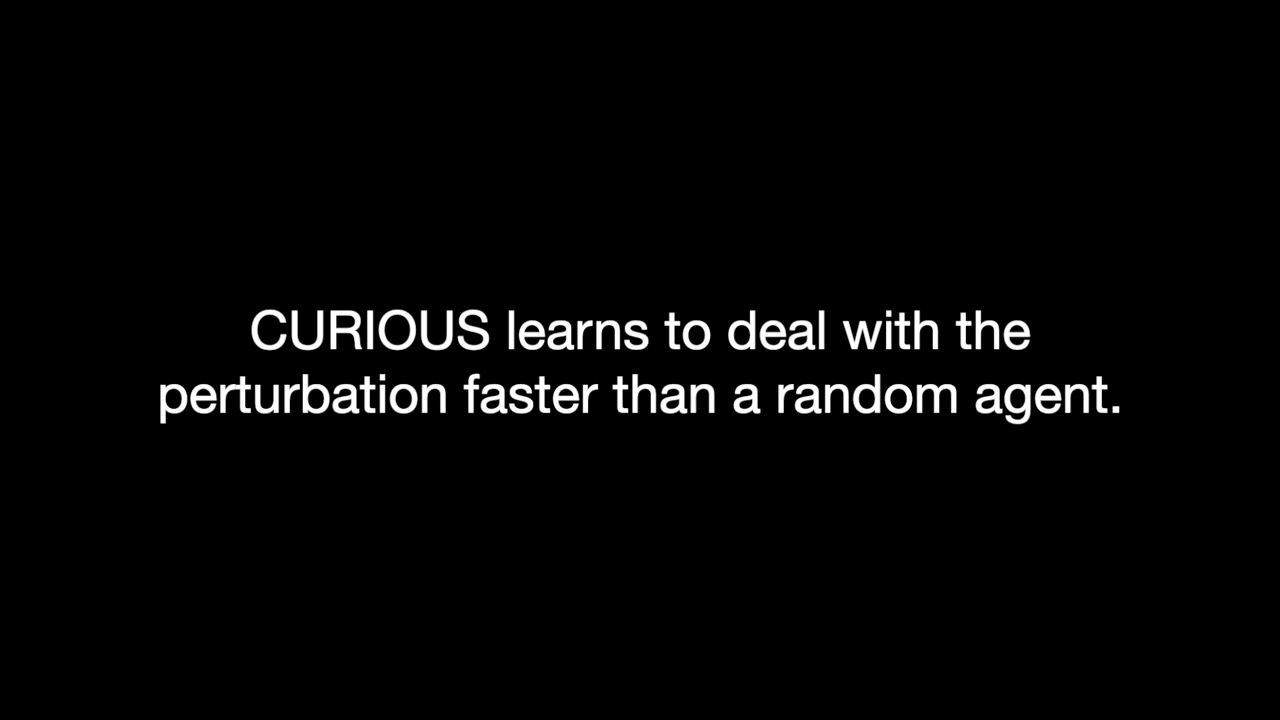 CURIOUS learns to deal with the
perturbation faster than a random agent.